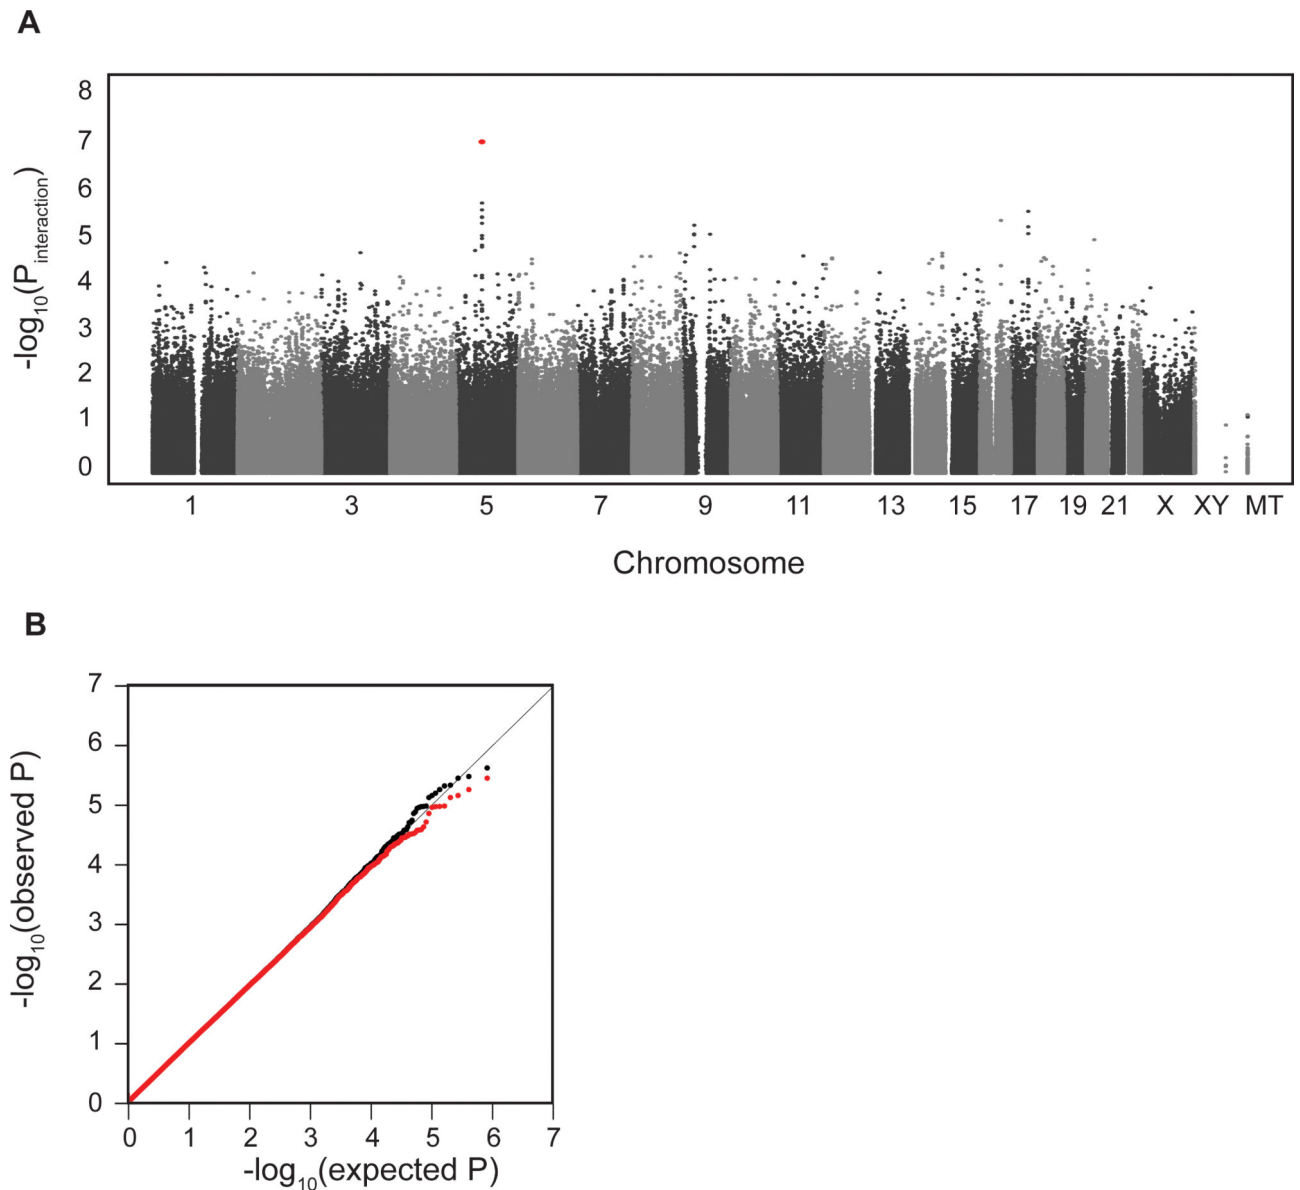 A
8
7
6
5
4
3
2
1
0
-log10(Pinteraction)
1 3 5 7 9 11 13 15 17 19 21 X XY MT
Chromosome
B
7
6
5
4
3
2
1
0
-log10(observed P)
0 1 2 3 4 5 6 7
-log10(expected P)